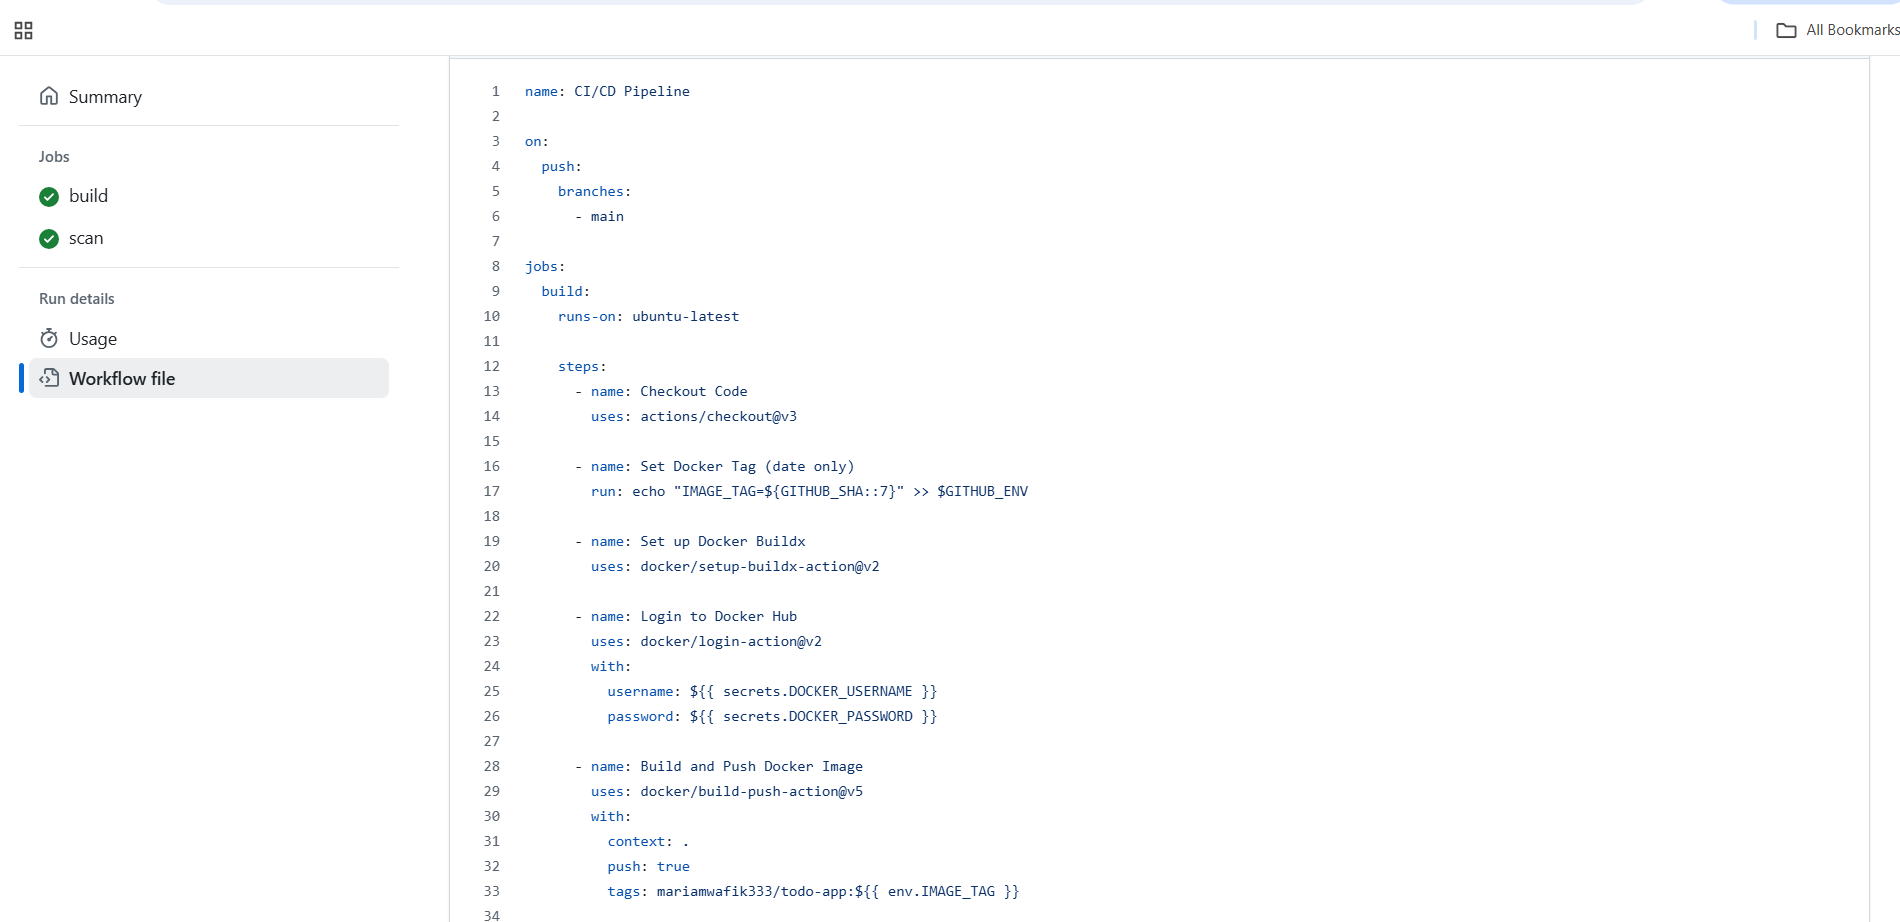 All Bookmarks
Summary
Jobs
build
scan
Run details
Usage
Workflow file
1 name: CI/CD Pipeline
2
3 on:
4   push:
5     branches:
6       - main
7
8 jobs:
9   build:
10     runs-on: ubuntu-latest
11
12     steps:
13       - name: Checkout Code
14         uses: actions/checkout@v3
15
16       - name: Set Docker Tag (date only)
17         run: echo "IMAGE_TAG=${GITHUB_SHA::7}" >> $GITHUB_ENV
18
19       - name: Set up Docker Buildx
20         uses: docker/setup-buildx-action@v2
21
22       - name: Login to Docker Hub
23         uses: docker/login-action@v2
24         with:
25           username: ${{ secrets.DOCKER_USERNAME }}
26           password: ${{ secrets.DOCKER_PASSWORD }}
27
28       - name: Build and Push Docker Image
29         uses: docker/build-push-action@v5
30         with:
31           context: .
32           push: true
33           tags: mariamwafik333/todo-app:${{ env.IMAGE_TAG }}
34